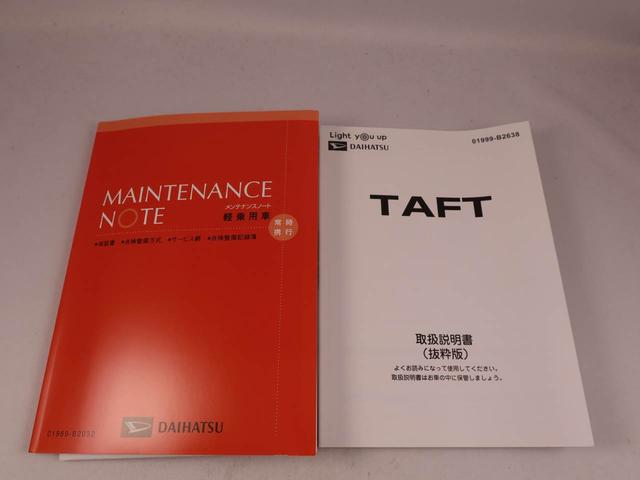 MAINTENANCE
NOTE
メンテナンスノート
軽乗用車
常時
携行
●保証書 ●点検整備方式 ●サービス網 ●点検整備記録簿
DAIHATSU
01989-B2032
Light you up
DAIHATSU
01999-B2638
TAFT
取扱説明書
(抜粋版)
よくお読みになって使用してください。
取扱説明書はお車の中に保管しましょう。